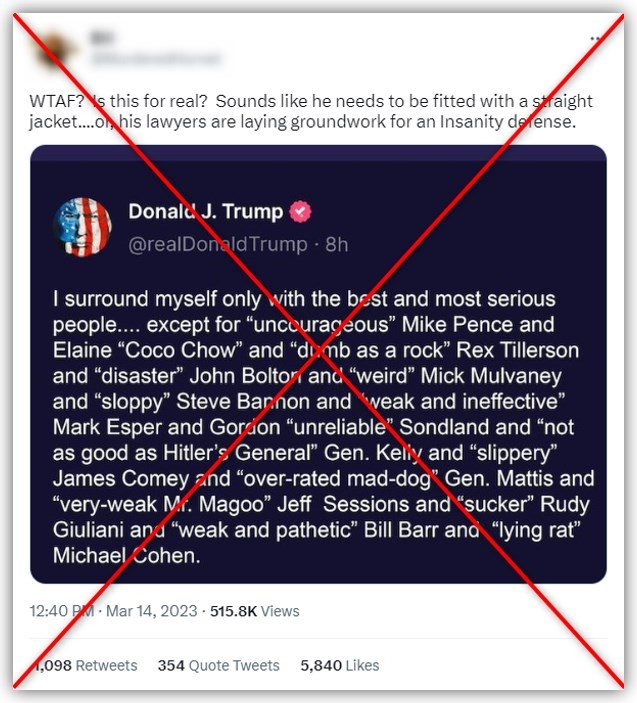 WTAF? Is this for real?  Sounds like he needs to be fitted with a straight
jacket....or, his lawyers are laying groundwork for an Insanity defense.
Donald J. Trump
@realDonaldTrump · 8h
I surround myself only with the best and most serious
people.... except for “uncourageous” Mike Pence and
Elaine “Coco Chow” and “dumb as a rock” Rex Tillerson
and “disaster” John Bolton and “weird” Mick Mulvaney
and “sloppy” Steve Bannon and “weak and ineffective”
Mark Esper and Gordon “unreliable” Sondland and “not
as good as Hitler’s General” Gen. Kelly and “slippery”
James Comey and “over-rated mad-dog” Gen. Mattis and
“very-weak Mr. Magoo” Jeff  Sessions and “sucker” Rudy
Giuliani and “weak and pathetic” Bill Barr and  “lying rat”
Michael Cohen.
12:40 PM · Mar 14, 2023 · 515.8K Views
1,098 Retweets 354 Quote Tweets 5,840 Likes